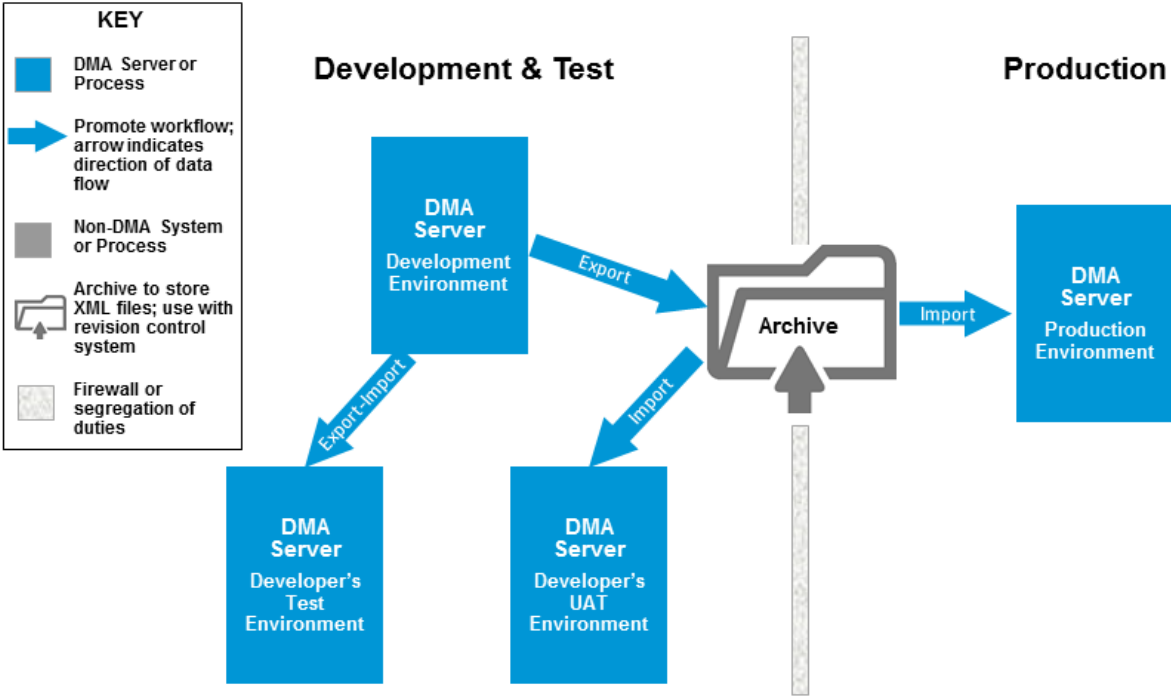 KEY
DMA Server or
Process
Promote workflow;
arrow indicates
direction of data
flow
Non-DMA System
or Process
Archive to store
XML files; use with
revision control
system
Firewall or
segregation of
duties
Development & Test
Production
DMA
Server
Development
Environment
Export
Archive
Import
DMA
Server
Production
Environment
Export-Import
Import
DMA
Server
Developer’s
Test
Environment
DMA
Server
Developer’s
UAT
Environment